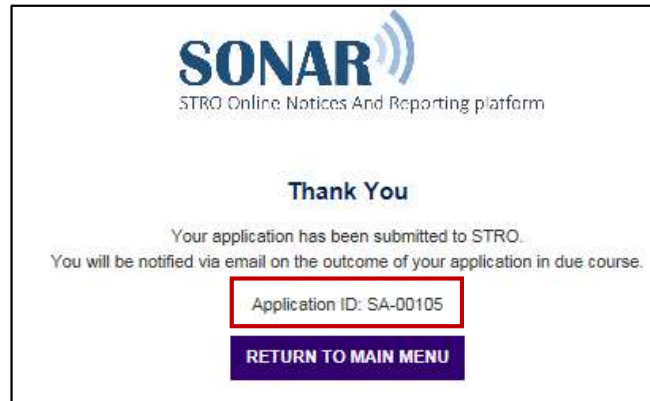 SONAR
STRO Online Notices And Reporting platform
Thank You
Your application has been submitted to STRO.
You will be notified via email on the outcome of your application in due course.
Application ID: SA-00105
RETURN TO MAIN MENU